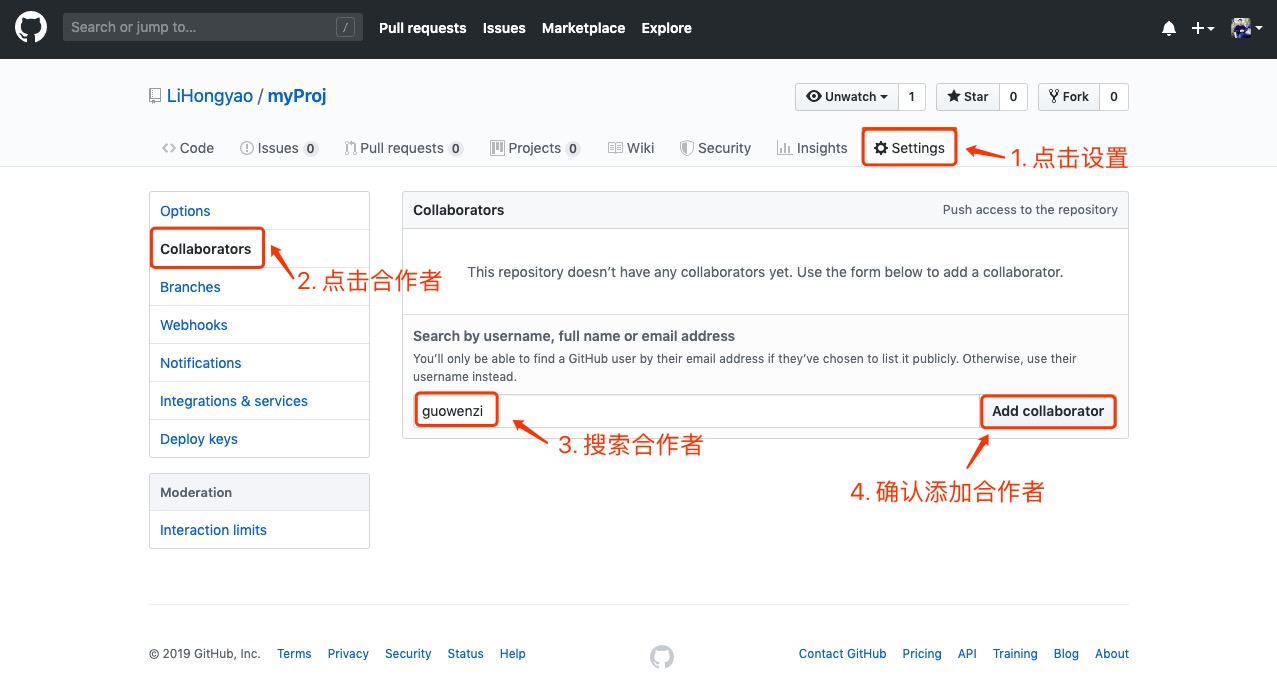 Search or jump to... /
Pull requests Issues Marketplace Explore
LiHongyao / myProj
Unwatch 1 Star 0 Fork 0
Code Issues 0 Pull requests 0 Projects 0 Wiki Security Insights Settings
1. 点击设置
Options
Collaborators
Branches
Webhooks
Notifications
Integrations & services
Deploy keys
2. 点击合作者
Moderation
Interaction limits
Collaborators Push access to the repository
This repository doesn’t have any collaborators yet. Use the form below to add a collaborator.
Search by username, full name or email address
You’ll only be able to find a GitHub user by their email address if they’ve chosen to list it publicly. Otherwise, use their
username instead.
guowenzi Add collaborator
3. 搜索合作者
4. 确认添加合作者
© 2019 GitHub, Inc. Terms Privacy Security Status Help Contact GitHub Pricing API Training Blog About